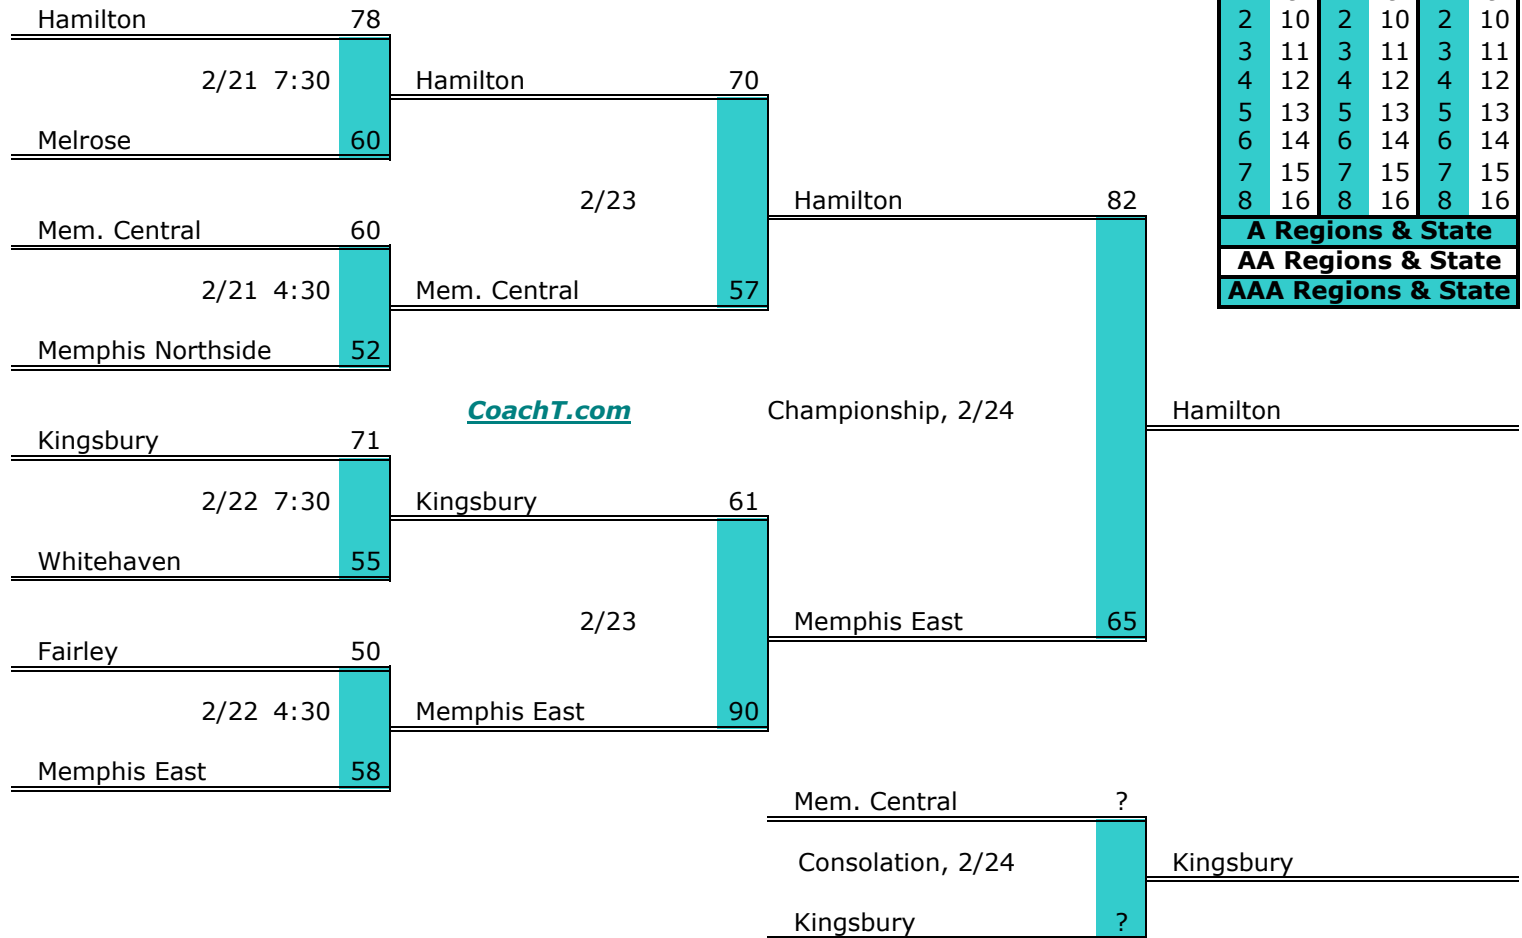 Hamilton 78
2 10 2 10 2 10
3 11 3 11 3 11
2/21 7:30 Hamilton 70
4 12 4 12 4 12
5 13 5 13 5 13
Melrose 60
6 14 6 14 6 14
7 15 7 15 7 15
2/23 Hamilton 82
8 16 8 16 8 16
Mem. Central 60
A Regions & State
AA Regions & State
2/21 4:30 Mem. Central 57
AAA Regions & State
Memphis Northside 52
CoachT.com Championship, 2/24 Hamilton
Kingsbury 71
2/22 7:30 Kingsbury 61
Whitehaven 55
2/23 Memphis East 65
Fairley 50
2/22 4:30 Memphis East 90
Memphis East 58
Mem. Central ?
Consolation, 2/24 Kingsbury
Kingsbury ?